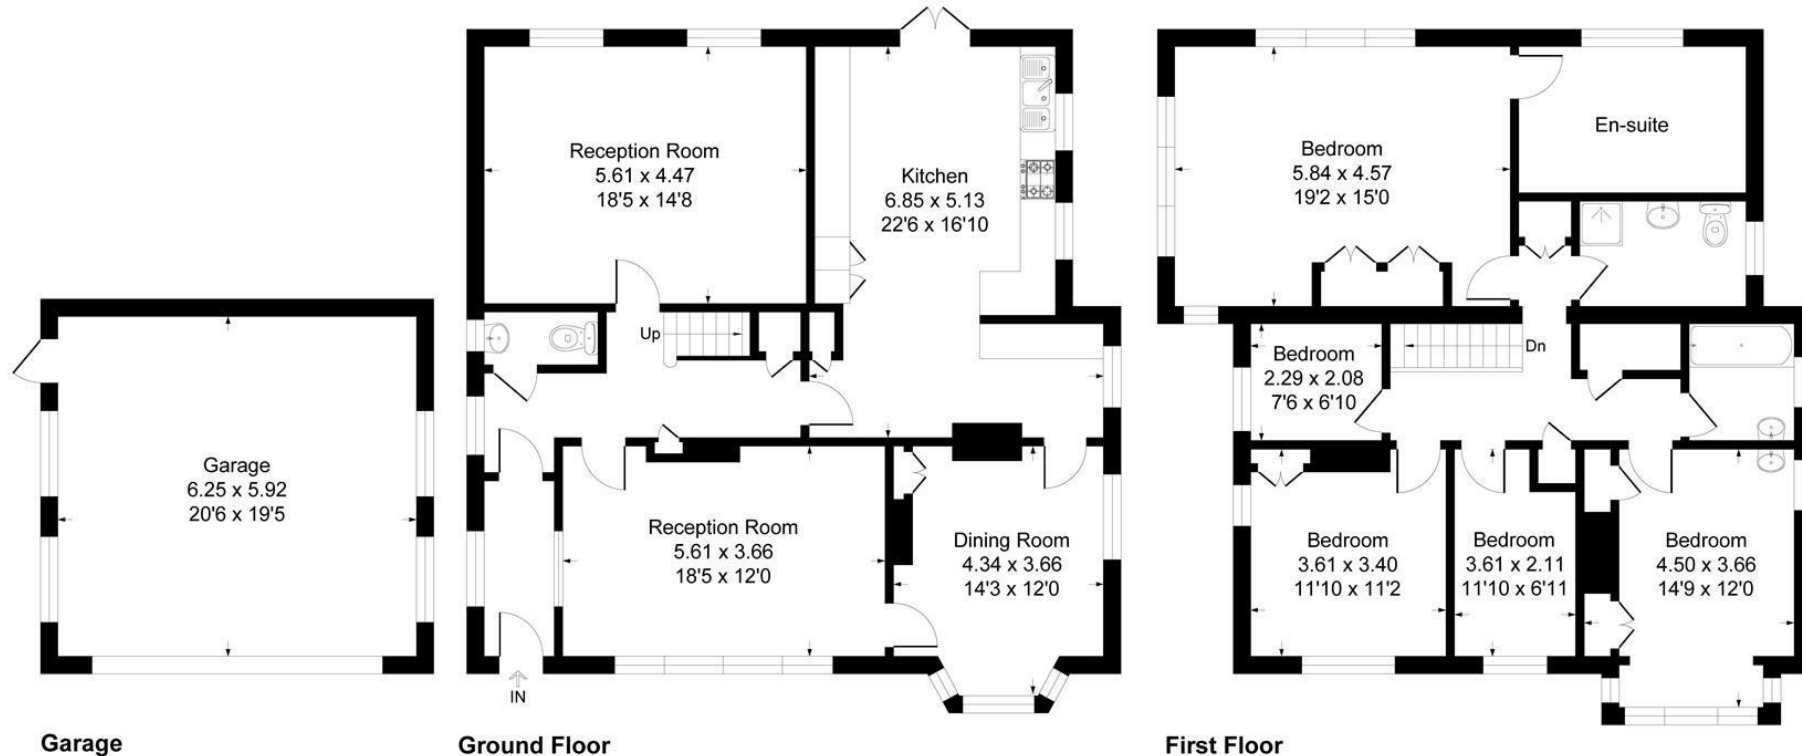 Garage
6.25 x 5.92
20'6 x 19'5
Garage
Reception Room
5.61 x 4.47
18'5 x 14'8
Kitchen
6.85 x 5.13
22'6 x 16'10
Up
Reception Room
5.61 x 3.66
18'5 x 12'0
Dining Room
4.34 x 3.66
14'3 x 12'0
IN
Ground Floor
Bedroom
5.84 x 4.57
19'2 x 15'0
En-suite
Bedroom
2.29 x 2.08
7'6 x 6'10
Dn
Bedroom
3.61 x 3.40
11'10 x 11'2
Bedroom
3.61 x 2.11
11'10 x 6'11
Bedroom
4.50 x 3.66
14'9 x 12'0
First Floor